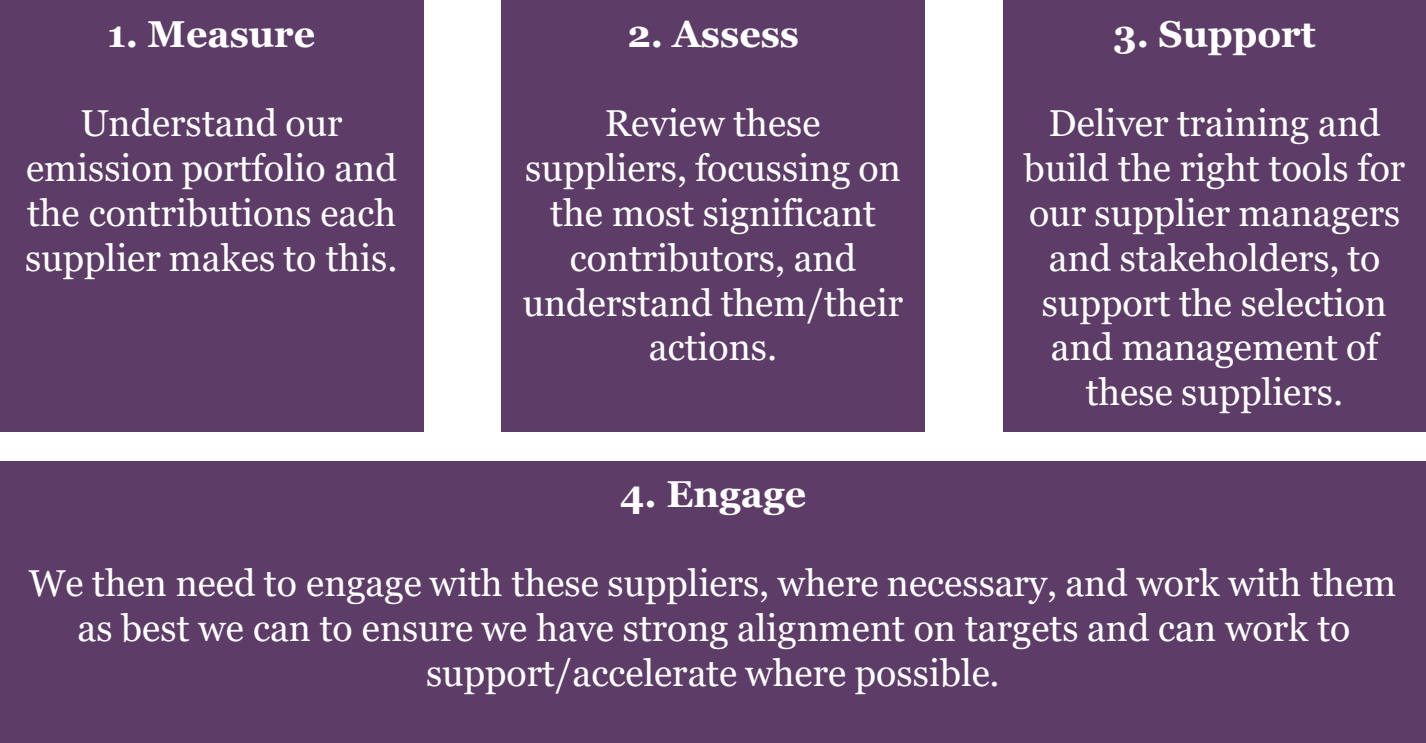 1. Measure
Understand our
emission portfolio and
the contributions each
supplier makes to this.
2. Assess
Review these
suppliers, focussing on
the most significant
contributors, and
understand them/their
actions.
3. Support
Deliver training and
build the right tools for
our supplier managers
and stakeholders, to
support the selection
and management of
these suppliers.
4. Engage
We then need to engage with these suppliers, where necessary, and work with them
as best we can to ensure we have strong alignment on targets and can work to
support/accelerate where possible.